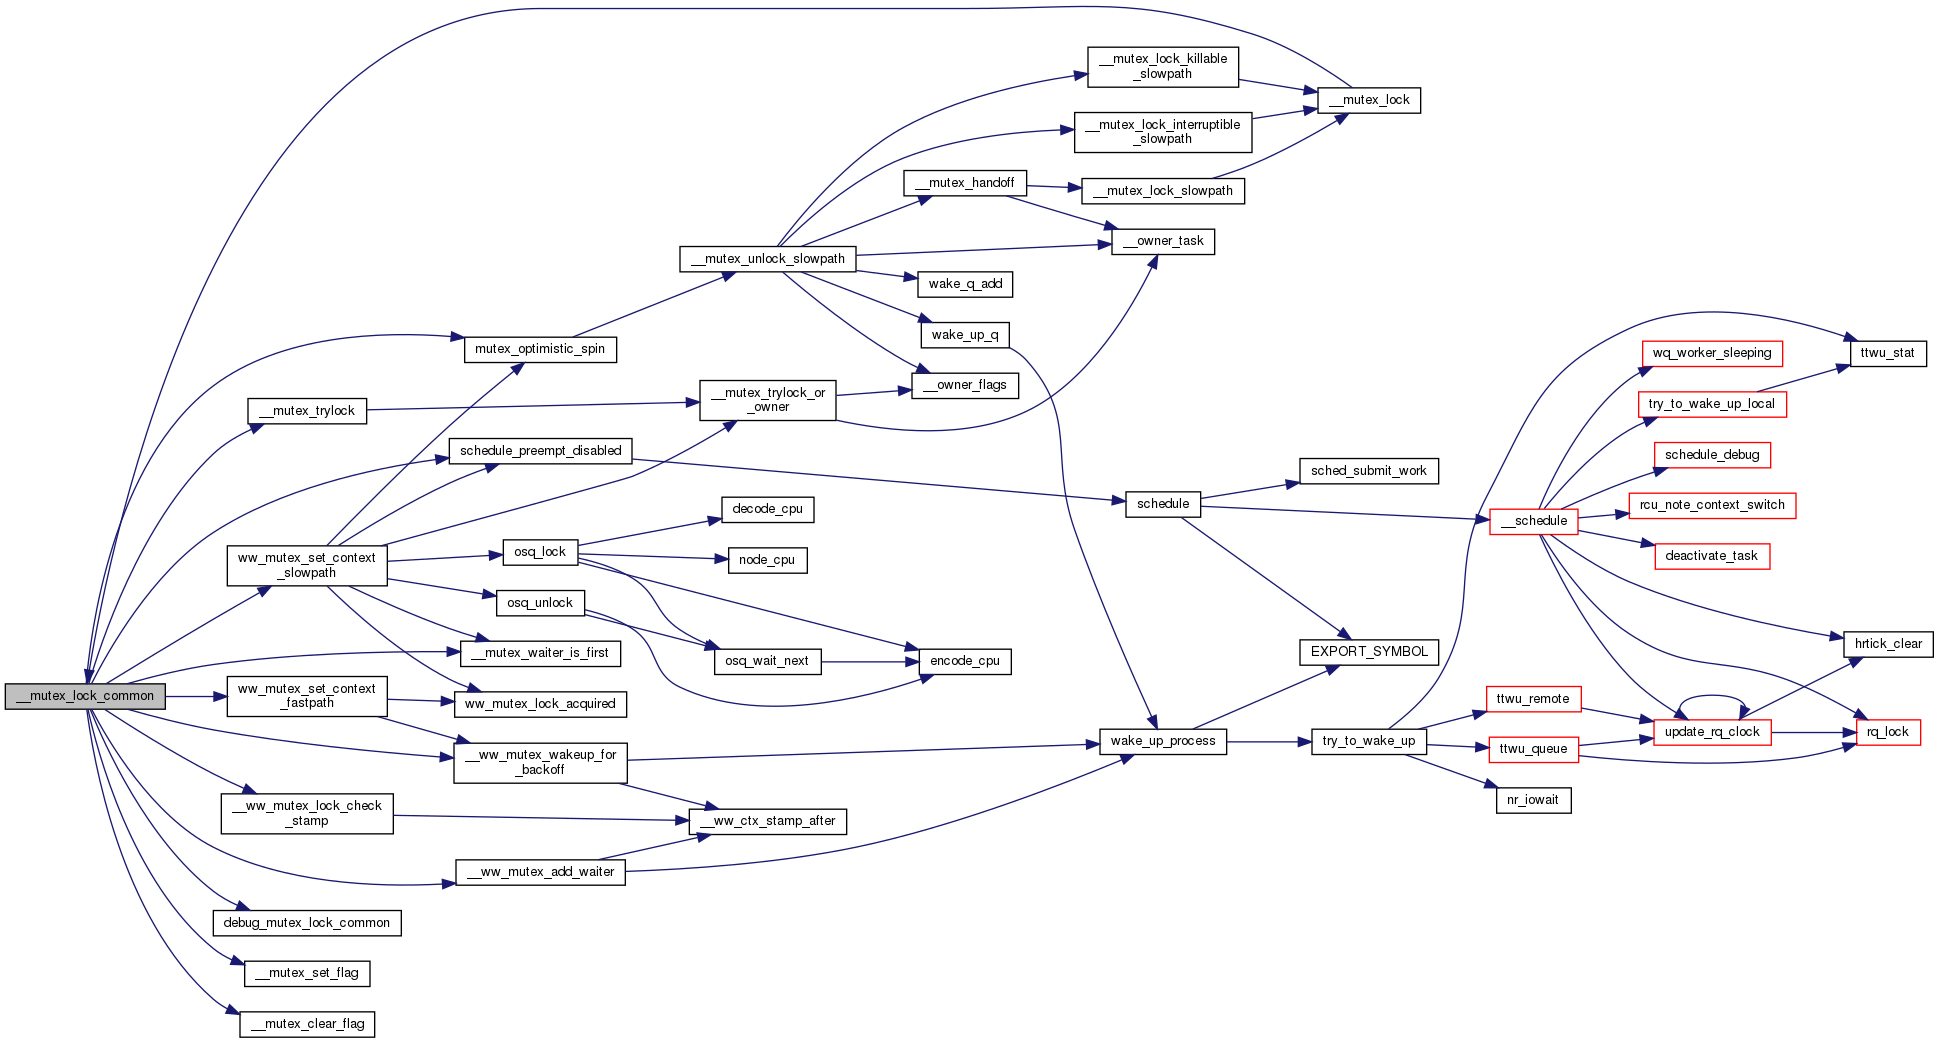 __mutex_lock_killable
_slowpath
__mutex_lock
__mutex_lock_interruptible
_slowpath
__mutex_handoff
__mutex_lock_slowpath
__owner_task
__mutex_unlock_slowpath
wake_q_add
wake_up_q
mutex_optimistic_spin
ttwu_stat
wq_worker_sleeping
__owner_flags
__mutex_trylock_or
_owner
__mutex_trylock
try_to_wake_up_local
schedule_preempt_disabled
schedule_debug
sched_submit_work
schedule
rcu_note_context_switch
decode_cpu
__schedule
osq_lock
node_cpu
deactivate_task
ww_mutex_set_context
_slowpath
osq_unlock
__mutex_waiter_is_first
osq_wait_next
encode_cpu
EXPORT_SYMBOL
hrtick_clear
__mutex_lock_common
ww_mutex_set_context
_fastpath
ww_mutex_lock_acquired
ttwu_remote
update_rq_clock
rq_lock
wake_up_process
try_to_wake_up
ttwu_queue
__ww_mutex_wakeup_for
_backoff
nr_iowait
__ww_mutex_lock_check
_stamp
__ww_ctx_stamp_after
__ww_mutex_add_waiter
debug_mutex_lock_common
__mutex_set_flag
__mutex_clear_flag